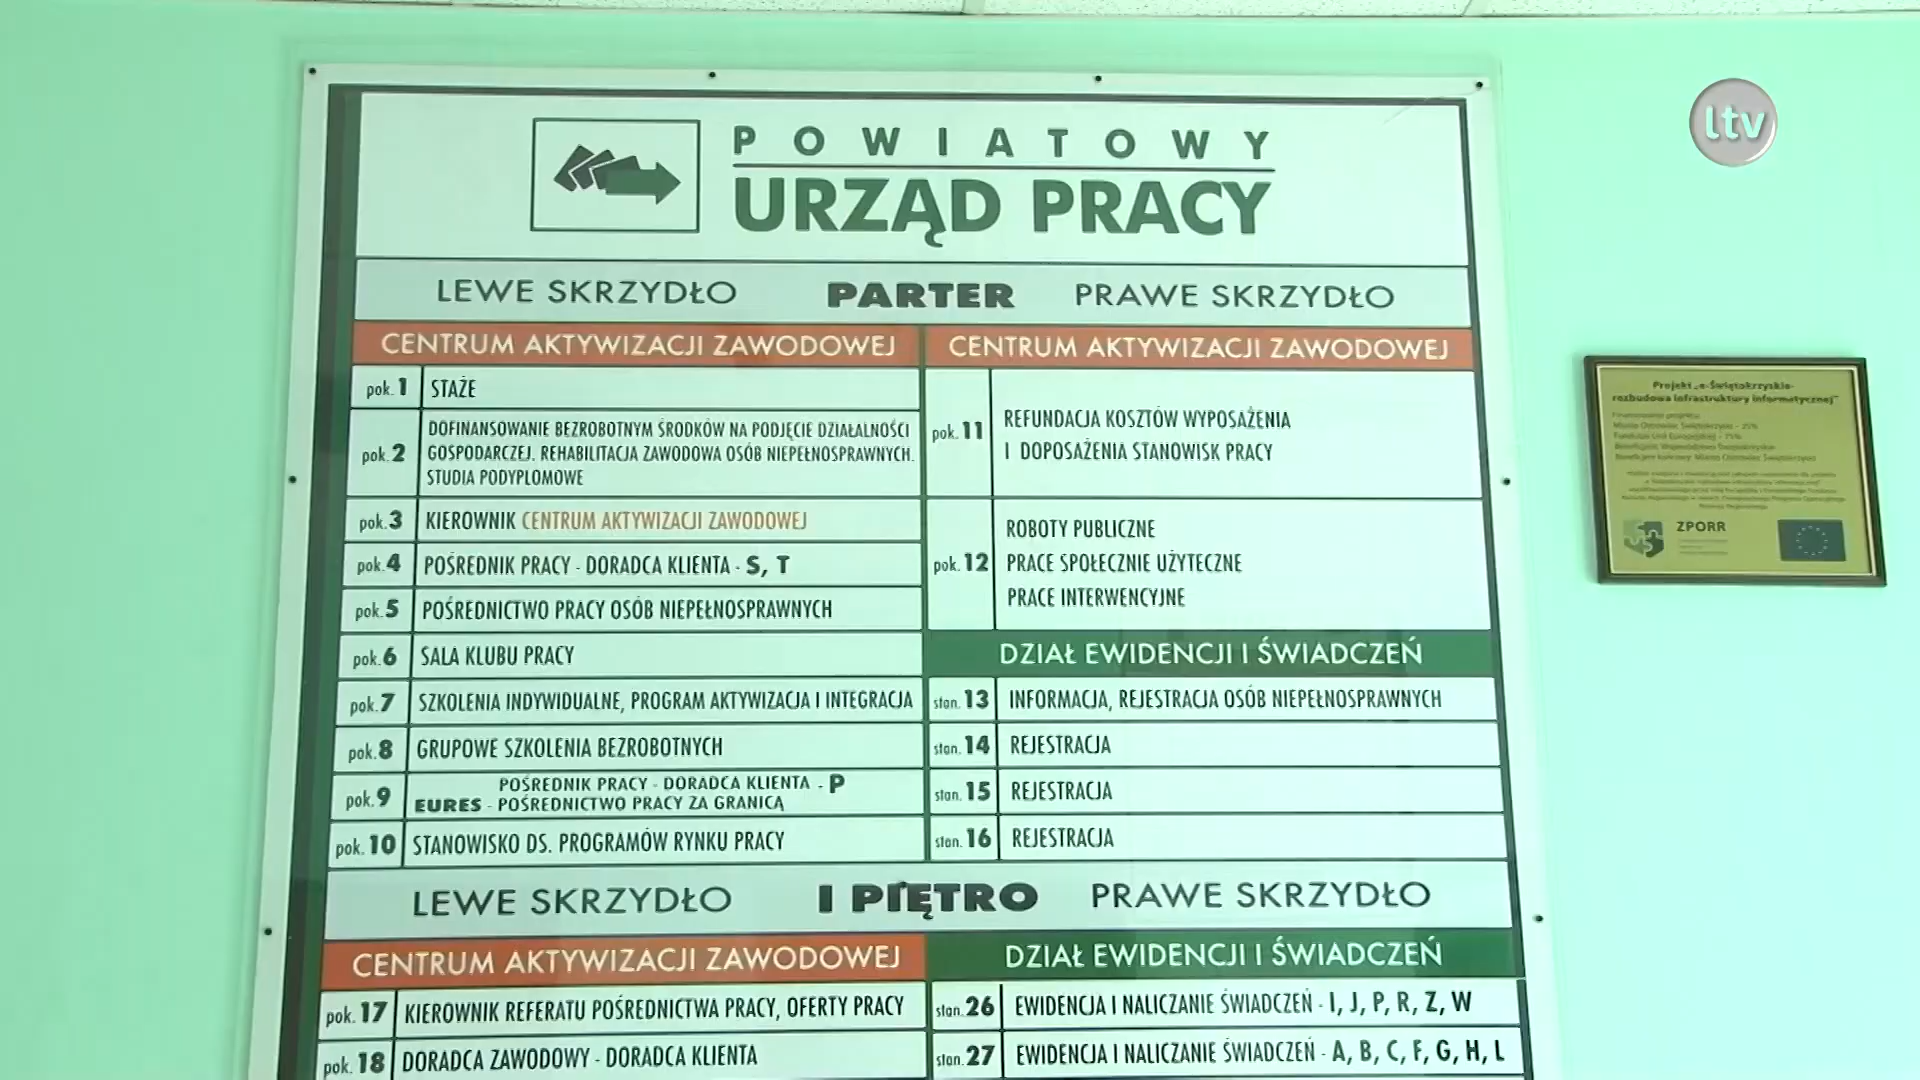 ltv
POWIATOWY
URZĄD PRACY
LEWE SKRZYDŁO PARTER PRAWE SKRZYDŁO
CENTRUM AKTYWIZACJI ZAWODOWEJ
pok.1 STAŻE
pok.2 DOFINANSOWANIE BEZROBOTNYM ŚRODKÓW NA PODJĘCIE DZIAŁALNOŚCI
GOSPODARCZEJ. REHABILITACJA ZAWODOWA OSÓB NIEPEŁNOSPRAWNYCH.
STUDIA PODYPLOMOWE
pok.3 KIEROWNIK CENTRUM AKTYWIZACJI ZAWODOWEJ
pok.4 POŚREDNIK PRACY - DORADCA KLIENTA - S, T
pok.5 POŚREDNICTWO PRACY OSÓB NIEPEŁNOSPRAWNYCH
pok.6 SALA KLUBU PRACY
pok.7 SZKOLENIA INDYWIDUALNE, PROGRAM AKTYWIZACJA I INTEGRACJA
pok.8 GRUPOWE SZKOLENIA BEZROBOTNYCH
pok.9 POŚREDNIK PRACY - DORADCA KLIENTA - P
EURES - POŚREDNICTWO PRACY ZA GRANICĄ
pok.10 STANOWISKO DS. PROGRAMÓW RYNKU PRACY
CENTRUM AKTYWIZACJI ZAWODOWEJ
pok.11 REFUNDACJA KOSZTÓW WYPOSAŻENIA
I DOPOSAŻENIA STANOWISK PRACY
pok.12 ROBOTY PUBLICZNE
PRACE SPOŁECZNIE UŻYTECZNE
PRACE INTERWENCYJNE
DZIAŁ EWIDENCJI I ŚWIADCZEŃ
stan.13 INFORMACJA, REJESTRACJA OSÓB NIEPEŁNOSPRAWNYCH
stan.14 REJESTRACJA
stan.15 REJESTRACJA
stan.16 REJESTRACJA
LEWE SKRZYDŁO I PIĘTRO PRAWE SKRZYDŁO
CENTRUM AKTYWIZACJI ZAWODOWEJ
pok.17 KIEROWNIK REFERATU POŚREDNICTWA PRACY, OFERTY PRACY
pok.18 DORADCA ZAWODOWY - DORADCA KLIENTA
DZIAŁ EWIDENCJI I ŚWIADCZEŃ
stan.26 EWIDENCJA I NALICZANIE ŚWIADCZEŃ - I, J, P, R, Z, W
stan.27 EWIDENCJA I NALICZANIE ŚWIADCZEŃ - A, B, C, F, G, H, L
Projekt „e-Świętokrzyskie-
rozbudowa infrastruktury informatycznej"
ZPORR